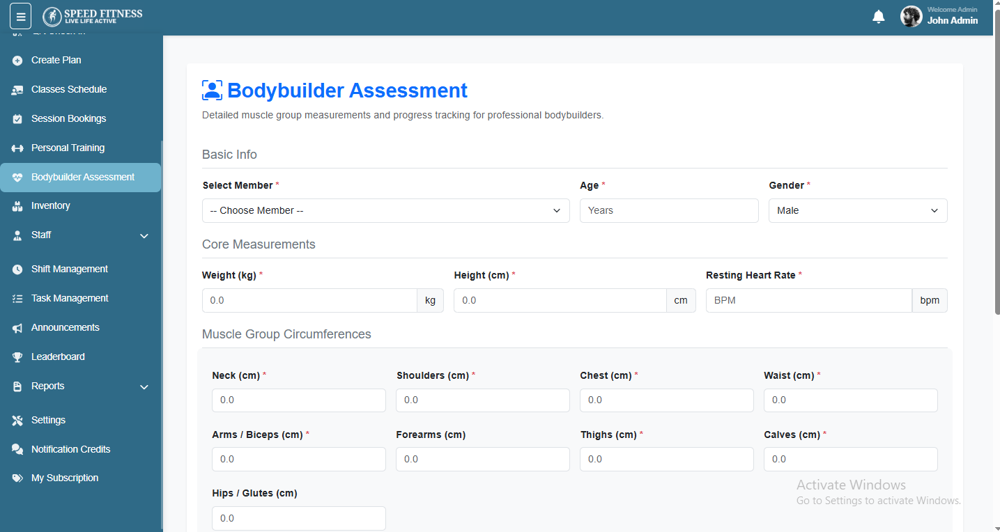 SPEED FITNESS
LIVE LIFE ACTIVE
Welcome Admin
John Admin
Create Plan
Classes Schedule
Session Bookings
Personal Training
Bodybuilder Assessment
Inventory
Staff
Shift Management
Task Management
Announcements
Leaderboard
Reports
Settings
Notification Credits
My Subscription
Bodybuilder Assessment
Detailed muscle group measurements and progress tracking for professional bodybuilders.
Basic Info
Select Member * Age * Gender *
-- Choose Member -- Years Male
Core Measurements
Weight (kg) * Height (cm) * Resting Heart Rate *
0.0 kg 0.0 cm BPM bpm
Muscle Group Circumferences
Neck (cm) * Shoulders (cm) * Chest (cm) * Waist (cm) *
0.0 0.0 0.0 0.0
Arms / Biceps (cm) * Forearms (cm) Thighs (cm) * Calves (cm) *
0.0 0.0 0.0 0.0
Hips / Glutes (cm)
0.0
Activate Windows
Go to Settings to activate Windows.